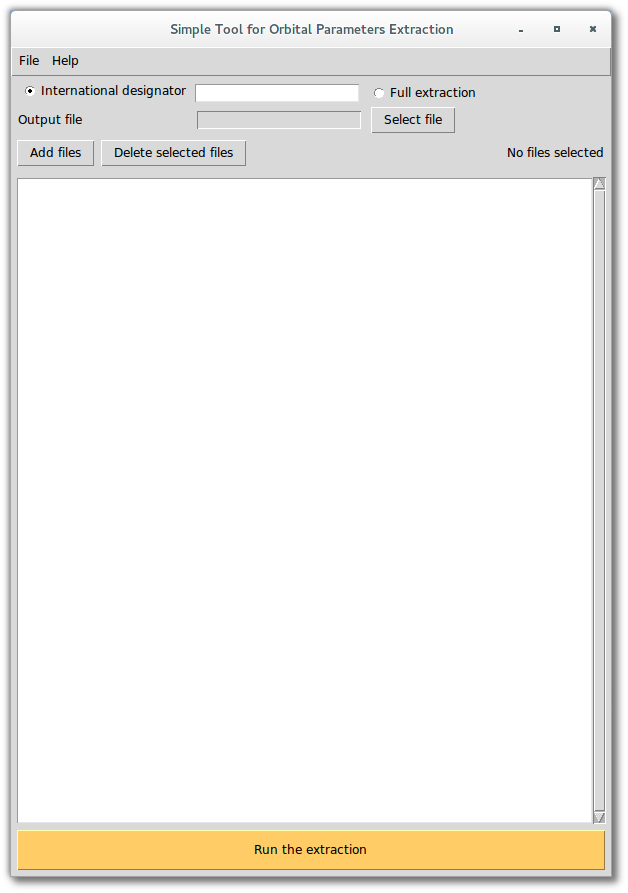 Simple Tool for Orbital Parameters Extraction
File Help
International designator Full extraction
Output file Select file
Add files Delete selected files No files selected
Run the extraction